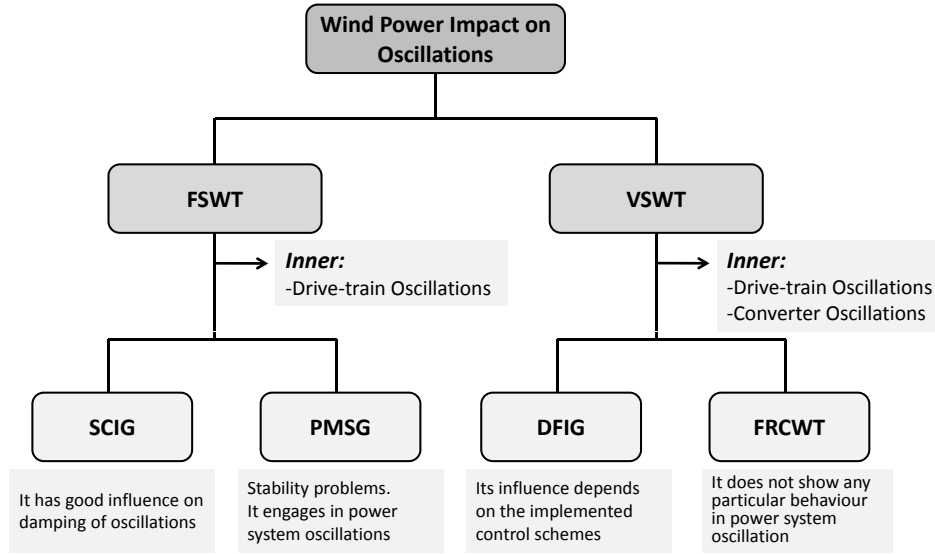 Wind Power Impact on
Oscillations
FSWT
VSWT
Inner:
-Drive-train Oscillations
Inner:
-Drive-train Oscillations
-Converter Oscillations
SCIG
PMSG
DFIG
FRCWT
It has good influence on
damping of oscillations
Stability problems.
It engages in power
system oscillations
Its influence depends
on the implemented
control schemes
It does not show any
particular behaviour
in power system
oscillation